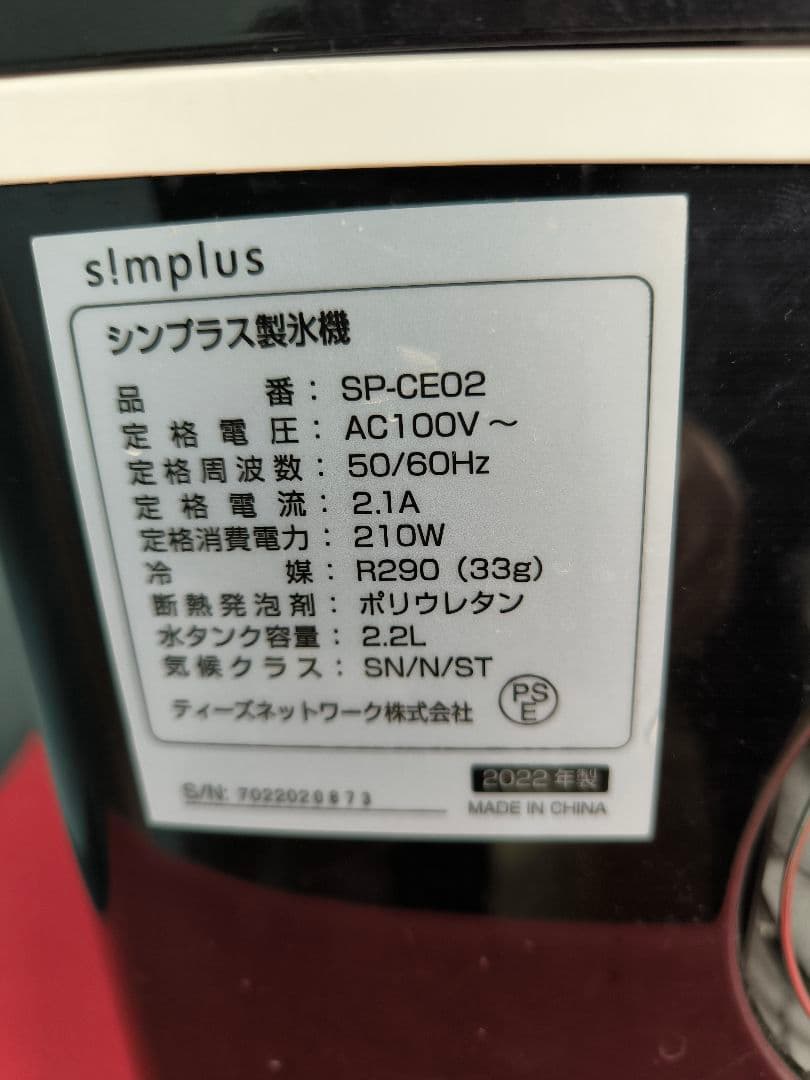 s!mplus
シンプラス製氷機
品番：SP-CE02
定格電圧：AC100V～
定格周波数：50/60Hz
定格電流：2.1A
定格消費電力：210W
冷媒：R290（33g）
断熱発泡剤：ポリウレタン
水タンク容量：2.2L
気候クラス：SN/N/ST
ティーズネットワーク株式会社
PSE
2022年製
S/N: 7022020873
MADE IN CHINA